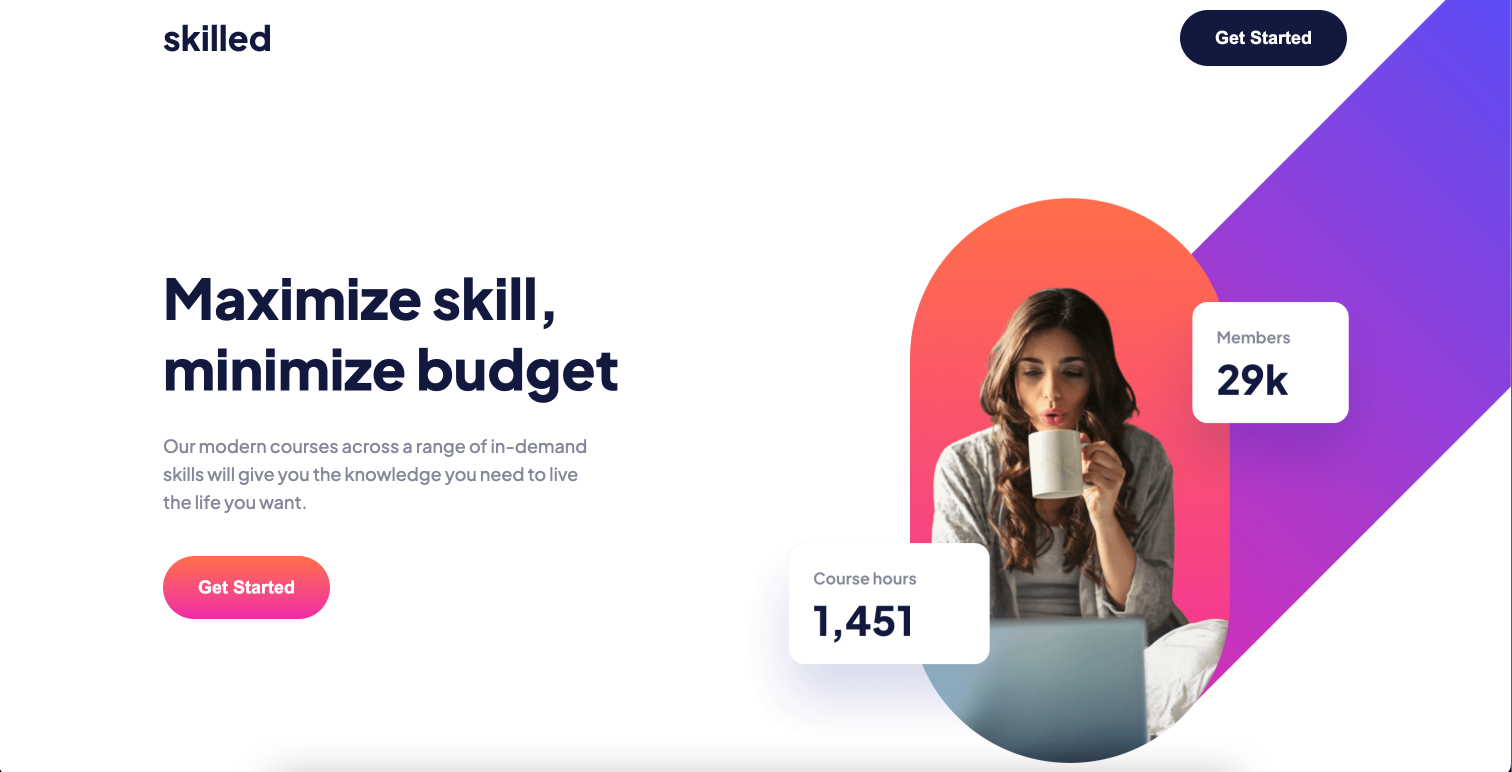 skilled
Get Started
Maximize skill,
minimize budget
Our modern courses across a range of in-demand
skills will give you the knowledge you need to live
the life you want.
Get Started
Members
29k
Course hours
1,451